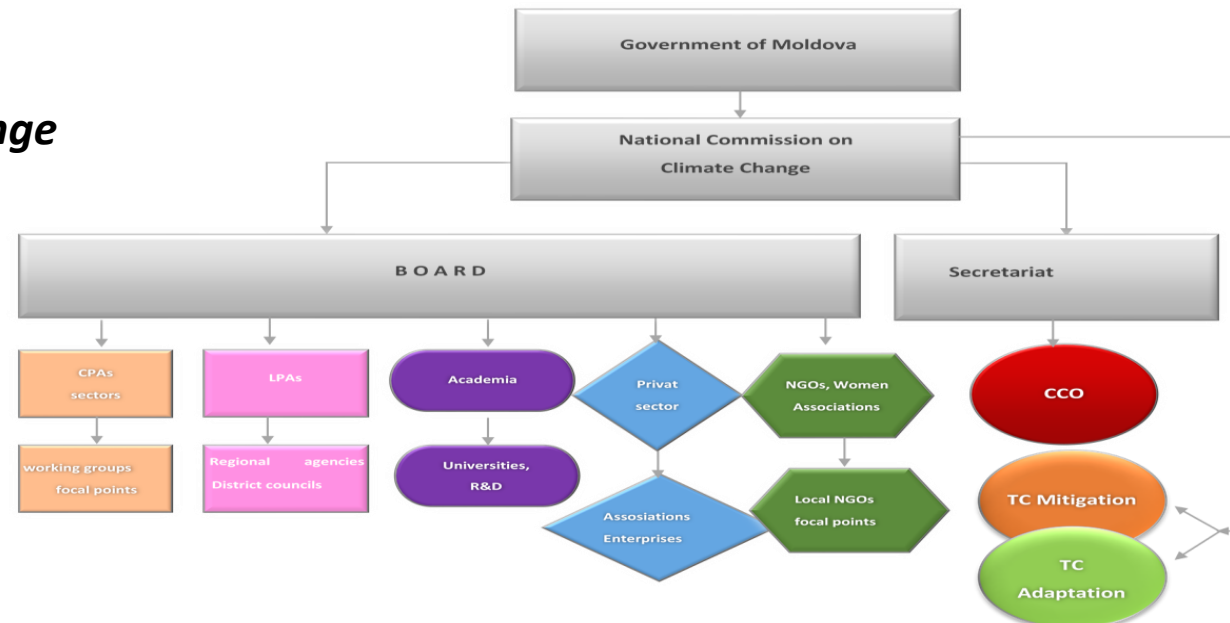 Government of Moldova
nge
National Commission on
Climate Change
B O A R D
Secretariat
CPAs
sectors
LPAs
Academia
Privat
sector
NGOs, Women
Associations
CCO
working groups
focal points
Regional agencies
District councils
Universities,
R&D
Assosiations
Enterprises
Local NGOs
focal points
TC Mitigation
TC
Adaptation